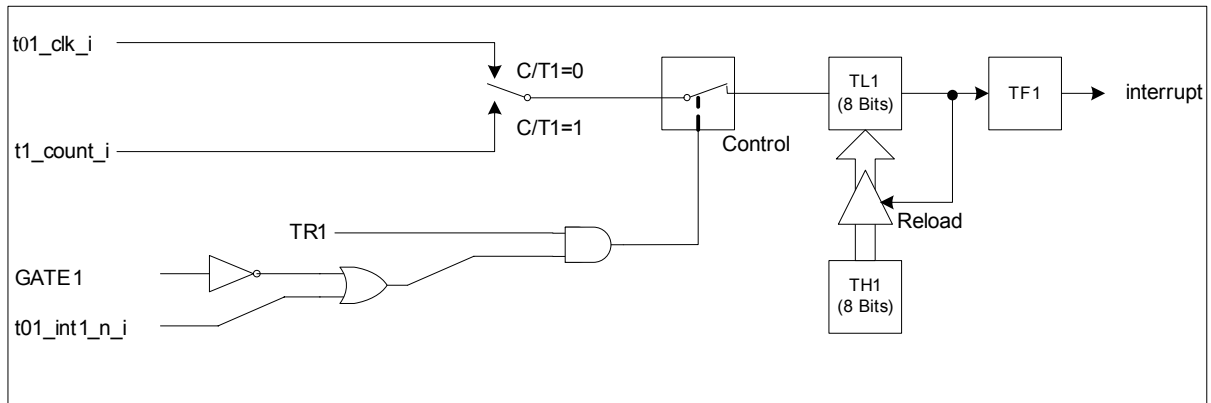 t01_clk_i
C/T1=0
C/T1=1
t1_count_i
Control
TL1
(8 Bits)
TF1
interrupt
Reload
TR1
GATE1
TH1
(8 Bits)
t01_int1_n_i